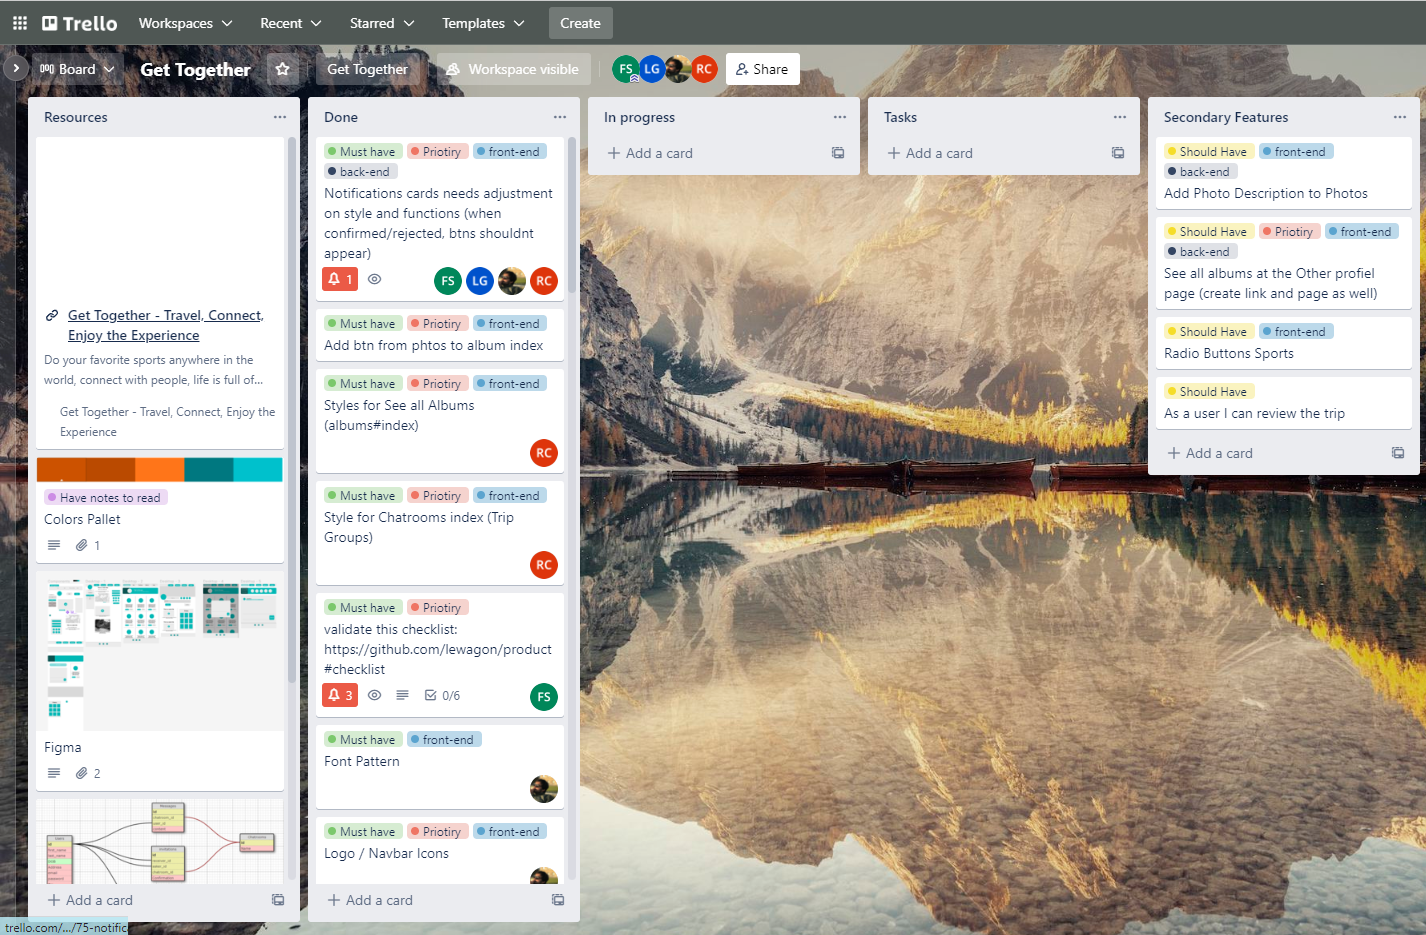 Trello
Workspaces
Recent
Starred
Templates
Create
Board
Get Together
Get Together
Workspace visible
FS
LG
RC
Share
Resources
Get Together - Travel, Connect,
Enjoy the Experience
Do your favorite sports anywhere in the
world, connect with people, life is full of...
Get Together - Travel, Connect, Enjoy the
Experience
Have notes to read
Colors Pallet
1
Figma
2
Add a card
Done
Must have Priotiry front-end
back-end
Notifications cards needs adjustment
on style and functions (when
confirmed/rejected, btns shouldnt
appear)
1
FS LG RC
Must have Priotiry front-end
Add btn from phtos to album index
Must have Priotiry front-end
Styles for See all Albums
(albums#index)
RC
Must have Priotiry front-end
Style for Chatrooms index (Trip
Groups)
RC
Must have Priotiry
validate this checklist:
https://github.com/lewagon/product
#checklist
3 0/6 FS
Must have front-end
Font Pattern
Must have Priotiry front-end
Logo / Navbar Icons
Add a card
In progress
Add a card
Tasks
Add a card
Secondary Features
Should Have front-end
back-end
Add Photo Description to Photos
Should Have Priotiry front-end
back-end
See all albums at the Other profiel
page (create link and page as well)
Should Have front-end
Radio Buttons Sports
Should Have
As a user I can review the trip
Add a card
trello.com/.../75-notific